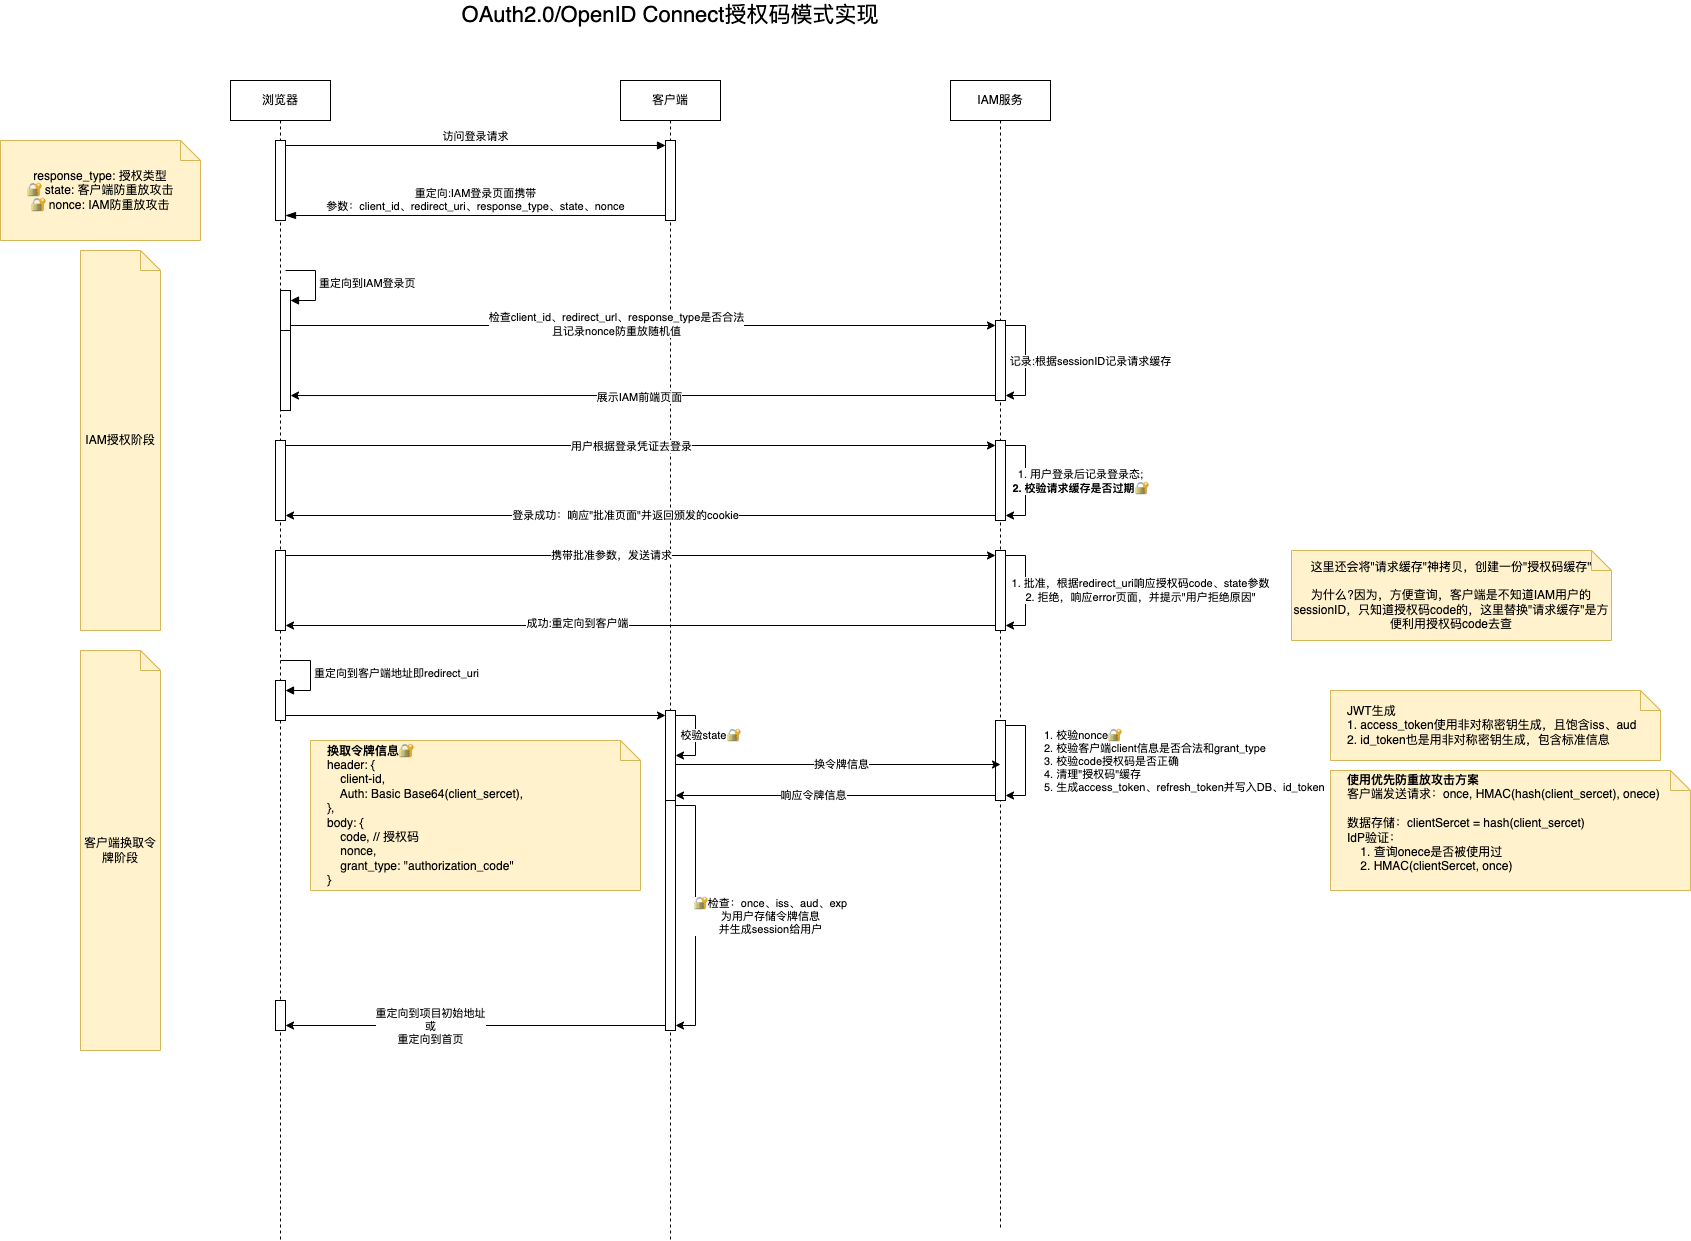 OAuth2.0/OpenID Connect授权码模式实现
浏览器
客户端
IAM服务
访问登录请求
response_type: 授权类型
🔐 state: 客户端防重放攻击
🔐 nonce: IAM防重放攻击
重定向:IAM登录页面携带
参数：client_id、redirect_uri、response_type、state、nonce
IAM授权阶段
重定向到IAM登录页
检查client_id、redirect_url、response_type是否合法
且记录nonce防重放随机值
记录:根据sessionID记录请求缓存
展示IAM前端页面
用户根据登录凭证去登录
1. 用户登录后记录登录态;
2. 校验请求缓存是否过期🔐
登录成功：响应"批准页面"并返回颁发的cookie
携带批准参数，发送请求
1. 批准，根据redirect_uri响应授权码code、state参数
2. 拒绝，响应error页面，并提示"用户拒绝原因"
成功:重定向到客户端
这里还会将"请求缓存"神拷贝，创建一份"授权码缓存"
为什么?因为，方便查询，客户端是不知道IAM用户的
sessionID，只知道授权码code的，这里替换"请求缓存"是方
便利用授权码code去查
客户端换取令
牌阶段
重定向到客户端地址即redirect_uri
校验state🔐
换令牌信息
响应令牌信息
1. 校验nonce🔐
2. 校验客户端client信息是否合法和grant_type
3. 校验code授权码是否正确
4. 清理"授权码"缓存
5. 生成access_token、refresh_token并写入DB、id_token
JWT生成
1. access_token使用非对称密钥生成，且饱含iss、aud
2. id_token也是用非对称密钥生成，包含标准信息
使用优先防重放攻击方案
客户端发送请求：once, HMAC(hash(client_sercet), onece)
数据存储：clientSercet = hash(client_sercet)
IdP验证：
1. 查询onece是否被使用过
2. HMAC(clientSercet, once)
换取令牌信息🔐
header: {
client-id,
Auth: Basic Base64(client_sercet),
},
body: {
code, // 授权码
nonce,
grant_type: "authorization_code"
}
🔐检查：once、iss、aud、exp
为用户存储令牌信息
并生成session给用户
重定向到项目初始地址
或
重定向到首页